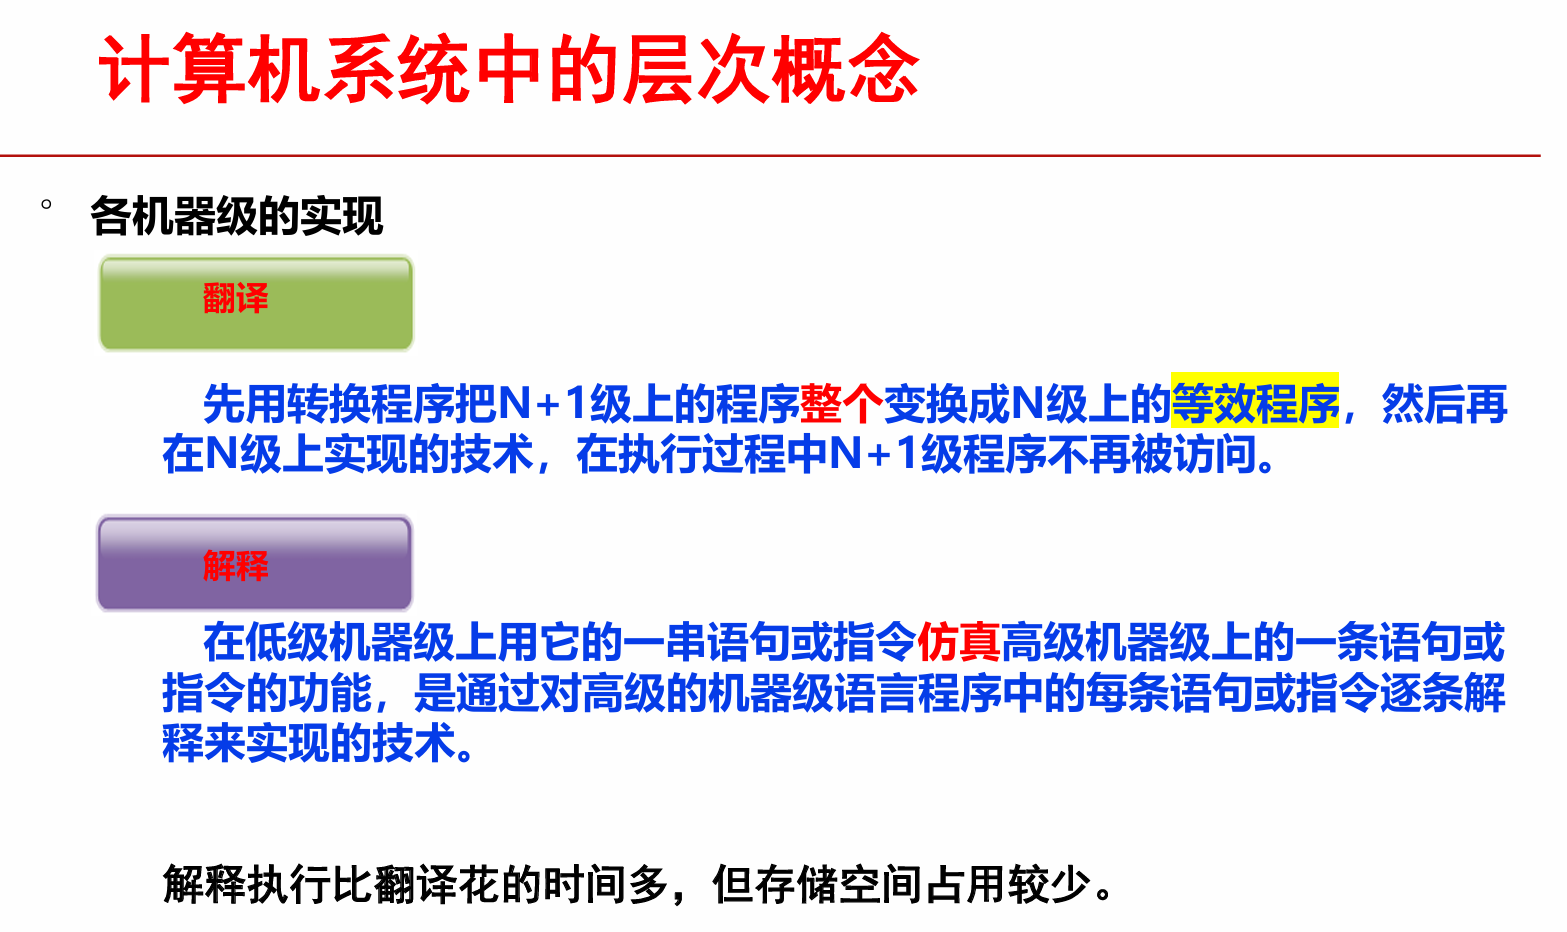 计算机系统中的层次概念
° 各机器级的实现
翻译
先用转换程序把N+1级上的程序整个变换成N级上的等效程序，然后再
在N级上实现的技术，在执行过程中N+1级程序不再被访问。
解释
在低级机器级上用它的一串语句或指令仿真高级机器级上的一条语句或
指令的功能，是通过对高级的机器级语言程序中的每条语句或指令逐条解
释来实现的技术。
解释执行比翻译花的时间多，但存储空间占用较少。